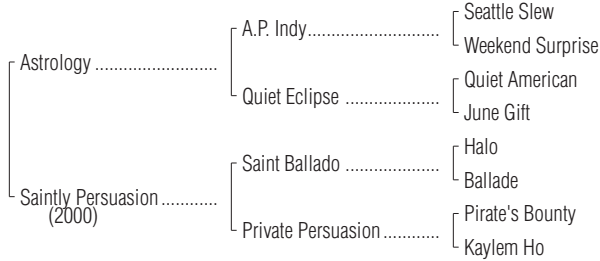 Seattle Slew
A.P. Indy
Weekend Surprise
Astrology
Quiet American
Quiet Eclipse
June Gift
Halo
Saint Ballado
Ballade
Saintly Persuasion
(2000)
Pirate's Bounty
Private Persuasion
Kaylem Ho